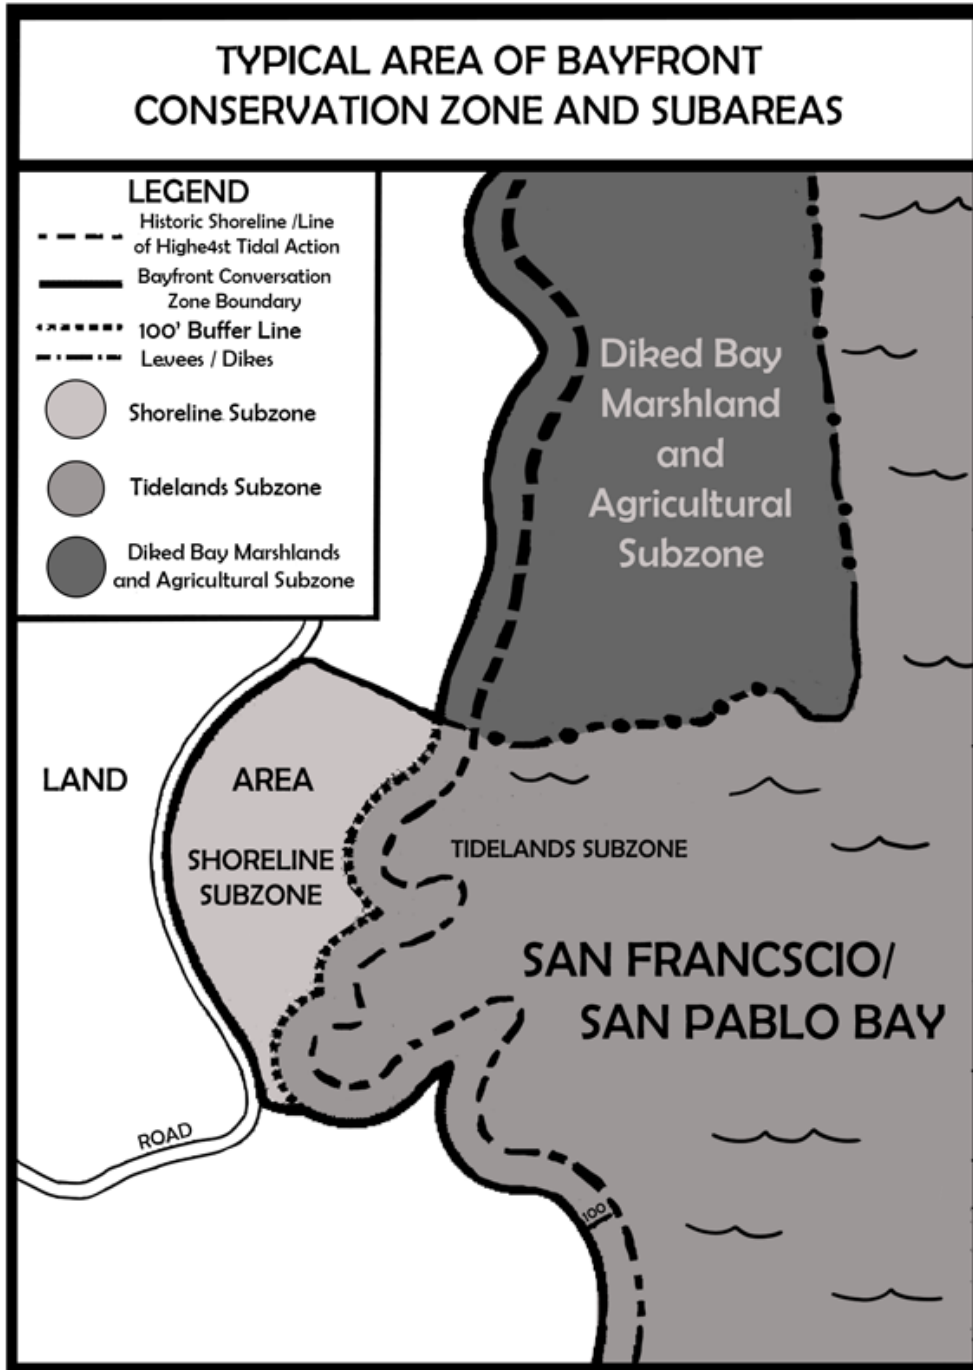 TYPICAL AREA OF BAYFRONT
CONSERVATION ZONE AND SUBAREAS
LEGEND
Historic Shoreline /Line
of Highe4st Tidal Action
Bayfront Conversation
Zone Boundary
100' Buffer Line
Levees / Dikes
Shoreline Subzone
Tidelands Subzone
Diked Bay Marshlands
and Agricultural Subzone
Diked Bay
Marshland
and
Agricultural
Subzone
LAND
AREA
SHORELINE
SUBZONE
TIDELANDS SUBZONE
SAN FRANCSCIO/
SAN PABLO BAY
ROAD
100